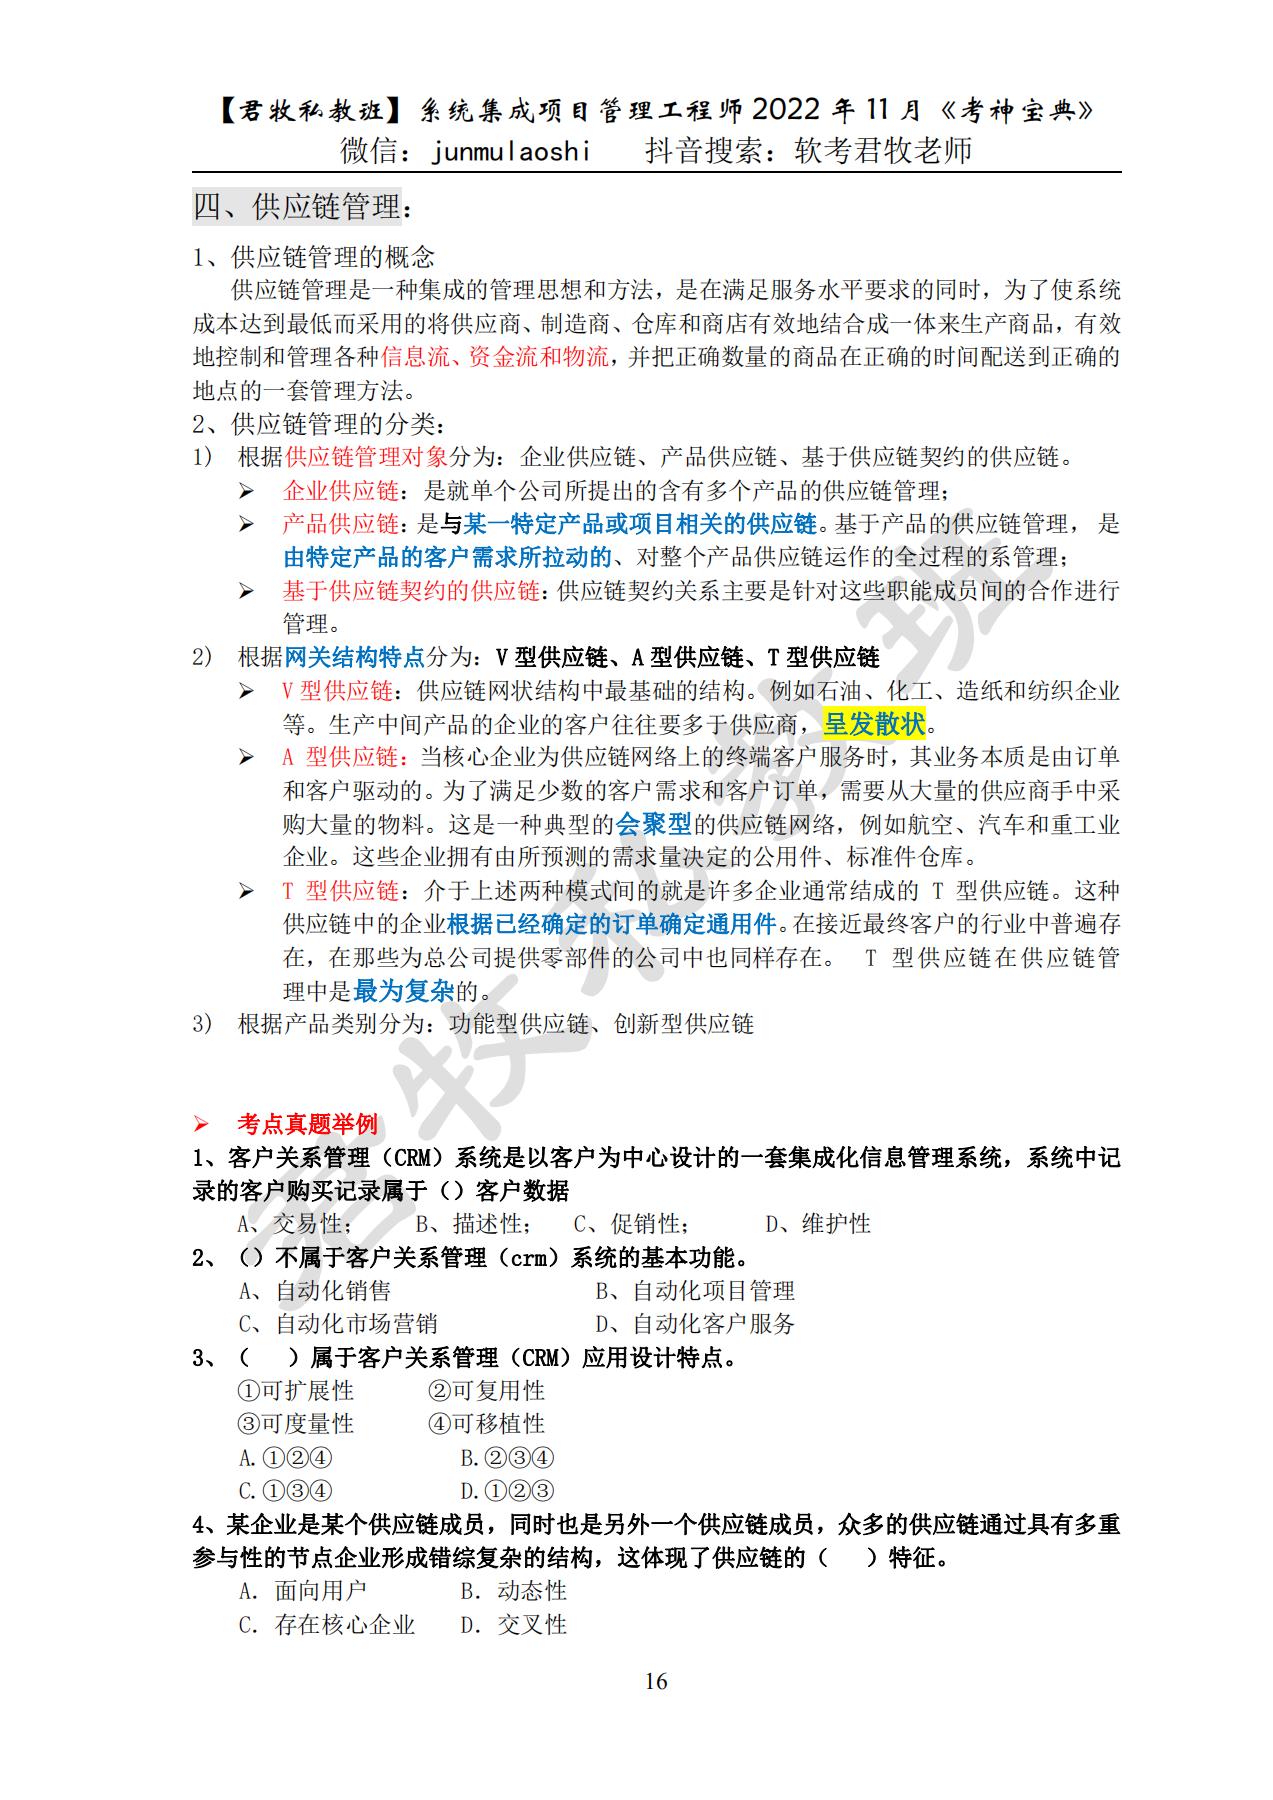 【君牧私教班】系统集成项目管理工程师2022年11月《考神宝典》
微信：junmulaoshi 抖音搜索：软考君牧老师
四、供应链管理：
1、供应链管理的概念
供应链管理是一种集成的管理思想和方法，是在满足服务水平要求的同时，为了使系统
成本达到最低而采用的将供应商、制造商、仓库和商店有效地结合成一体来生产商品，有效
地控制和管理各种信息流、资金流和物流，并把正确数量的商品在正确的时间配送到正确的
地点的一套管理方法。
2、供应链管理的分类：
1) 根据供应链管理对象分为：企业供应链、产品供应链、基于供应链契约的供应链。
➢ 企业供应链：是就单个公司所提出的含有多个产品的供应链管理；
➢ 产品供应链：是与某一特定产品或项目相关的供应链。基于产品的供应链管理， 是
由特定产品的客户需求所拉动的、对整个产品供应链运作的全过程的系管理；
➢ 基于供应链契约的供应链：供应链契约关系主要是针对这些职能成员间的合作进行
管理。
2) 根据网关结构特点分为：V 型供应链、A 型供应链、T 型供应链
➢ V 型供应链：供应链网状结构中最基础的结构。例如石油、化工、造纸和纺织企业
等。生产中间产品的企业的客户往往要多于供应商，呈发散状。
➢ A 型供应链：当核心企业为供应链网络上的终端客户服务时，其业务本质是由订单
和客户驱动的。为了满足少数的客户需求和客户订单，需要从大量的供应商手中采
购大量的物料。这是一种典型的会聚型的供应链网络，例如航空、汽车和重工业
企业。这些企业拥有由所预测的需求量决定的公用件、标准件仓库。
➢ T 型供应链：介于上述两种模式间的就是许多企业通常结成的 T 型供应链。这种
供应链中的企业根据已经确定的订单确定通用件。在接近最终客户的行业中普遍存
在，在那些为总公司提供零部件的公司中也同样存在。 T 型供应链在供应链管
理中是最为复杂的。
3) 根据产品类别分为：功能型供应链、创新型供应链
➢ 考点真题举例
1、客户关系管理（CRM）系统是以客户为中心设计的一套集成化信息管理系统，系统中记
录的客户购买记录属于（）客户数据
A、交易性； B、描述性； C、促销性； D、维护性
2、（）不属于客户关系管理（crm）系统的基本功能。
A、自动化销售 B、自动化项目管理
C、自动化市场营销 D、自动化客户服务
3、（ ）属于客户关系管理（CRM）应用设计特点。
①可扩展性 ②可复用性
③可度量性 ④可移植性
A.①②④ B.②③④
C.①③④ D.①②③
4、某企业是某个供应链成员，同时也是另外一个供应链成员，众多的供应链通过具有多重
参与性的节点企业形成错综复杂的结构，这体现了供应链的（ ）特征。
A. 面向用户 B. 动态性
C. 存在核心企业 D. 交叉性
16
君牧私教班